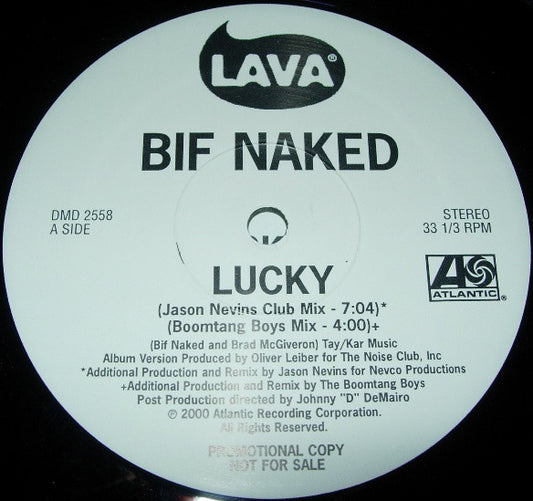 LAVA®
BIF NAKED
DMD 2558
A SIDE
STEREO
33 1/3 RPM
LUCKY
ATLANTIC®
(Jason Nevins Club Mix - 7:04)*
(Boomtang Boys Mix - 4:00)+
(Bif Naked and Brad McGiveron) Tay/Kar Music
Album Version Produced by Oliver Leiber for The Noise Club, Inc
*Additional Production and Remix by Jason Nevins for Nevco Productions
+Additional Production and Remix by The Boomtang Boys
Post Production directed by Johnny "D" DeMairo
℗ 2000 Atlantic Recording Corporation.
All Rights Reserved.
PROMOTIONAL COPY
NOT FOR SALE